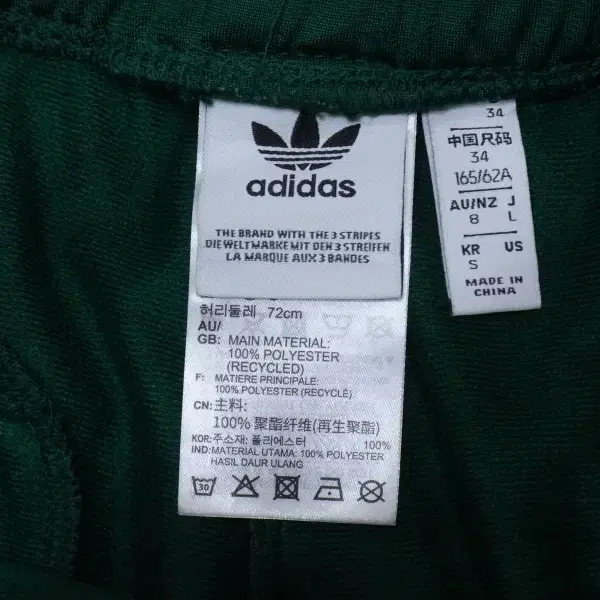 adidas
THE BRAND WITH THE 3 STRIPES
DIE WELTMARKE MIT DEN 3 STREIFEN
LA MARQUE AUX 3 BANDES
허리둘레 72cm
AU/
GB: MAIN MATERIAL:
100% POLYESTER
(RECYCLED)
F: MATIERE PRINCIPALE:
100% POLYESTER (RECYCLÉ)
CN: 主料:
100% 聚酯纤维(再生聚酯)
KOR: 주소재: 폴리에스터 100%
IND: MATERIAL UTAMA: 100% POLYESTER
HASIL DAUR ULANG
30
34
中国尺码
34
165/62A
AU/NZ J
8 L
KR US
S
MADE IN
CHINA